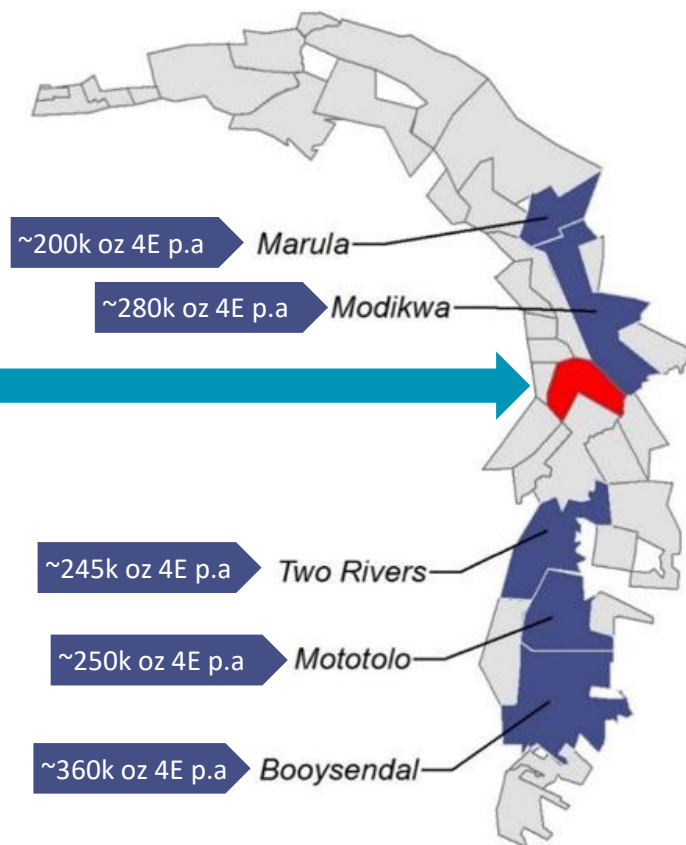 ~200k oz 4E p.a Marula
~280k oz 4E p.a Modikwa
~245k oz 4E p.a Two Rivers
~250k oz 4E p.a Mototolo
~360k oz 4E p.a Booysendal